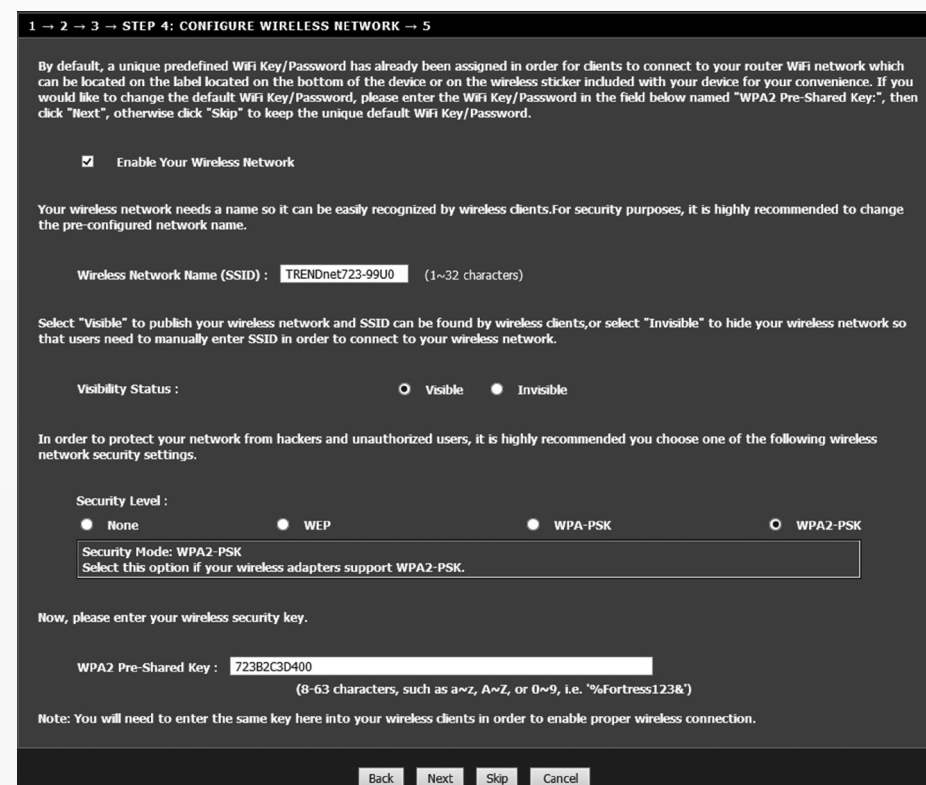 1 → 2 → 3 → STEP 4: CONFIGURE WIRELESS NETWORK → 5
By default, a unique predefined WiFi Key/Password has already been assigned in order for clients to connect to your router WiFi network which
can be located on the label located on the bottom of the device or on the wireless sticker included with your device for your convenience. If you
would like to change the default WiFi Key/Password, please enter the WiFi Key/Password in the field below named "WPA2 Pre-Shared Key:", then
click "Next", otherwise click "Skip" to keep the unique default WiFi Key/Password.
Enable Your Wireless Network
Your wireless network needs a name so it can be easily recognized by wireless clients.For security purposes, it is highly recommended to change
the pre-configured network name.
Wireless Network Name (SSID) : TRENDnet723-99U0 (1~32 characters)
Select "Visible" to publish your wireless network and SSID can be found by wireless clients,or select "Invisible" to hide your wireless network so
that users need to manually enter SSID in order to connect to your wireless network.
Visibility Status : Visible Invisible
In order to protect your network from hackers and unauthorized users, it is highly recommended you choose one of the following wireless
network security settings.
Security Level :
None WEP WPA-PSK WPA2-PSK
Security Mode: WPA2-PSK
Select this option if your wireless adapters support WPA2-PSK.
Now, please enter your wireless security key.
WPA2 Pre-Shared Key : 723B2C3D400
(8-63 characters, such as a~z, A~Z, or 0~9, i.e. '%Fortress123&')
Note: You will need to enter the same key here into your wireless clients in order to enable proper wireless connection.
Back Next Skip Cancel